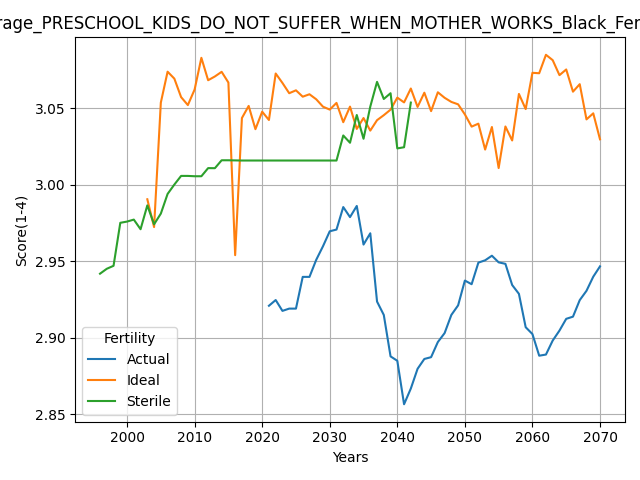 rage_PRESCHOOL_KIDS_DO_NOT_SUFFER_WHEN_MOTHER_WORKS_Black_Fer
3.05
3.00
2.95
2.90
2.85
Score(1-4)
Fertility
Actual
Ideal
Sterile
2000 2010 2020 2030 2040 2050 2060 2070
Years